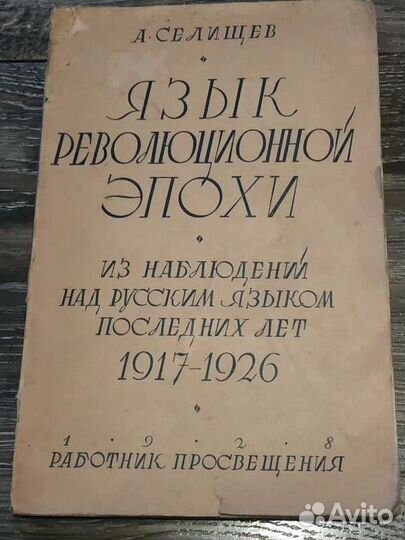 А. СЕЛИЩЕВ
ЯЗЫК
РЕВОЛЮЦИОННОЙ
ЭПОХИ
ИЗ НАБЛЮДЕНИЙ
НАД РУССКИМ ЯЗЫКОМ
ПОСЛЕДНИХ ЛЕТ
1917-1926
1•9•2•8
РАБОТНИК ПРОСВЕЩЕНИЯ
Avito